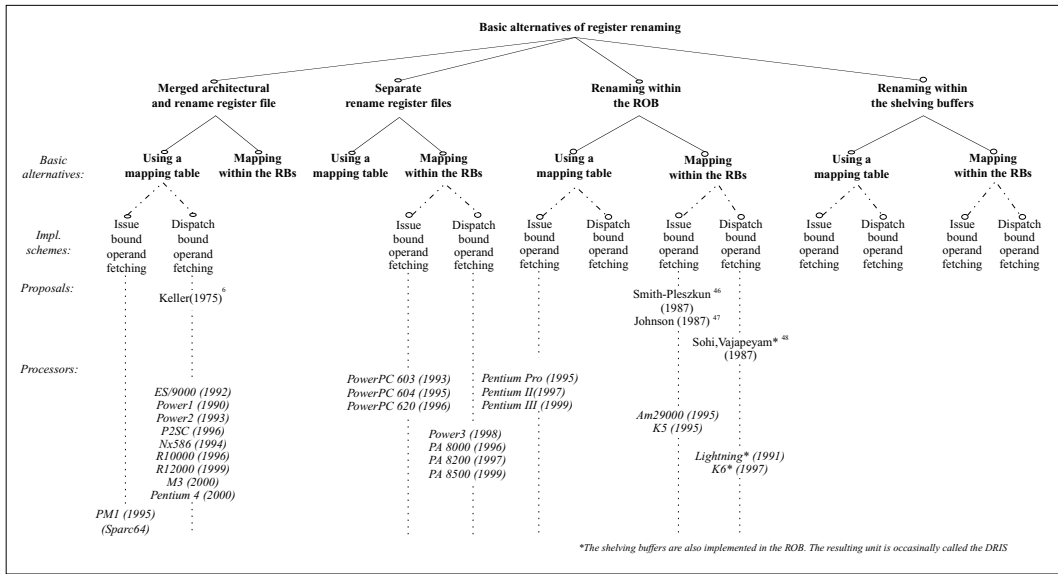 Basic alternatives of register renaming
Merged architectural
and rename register file
Separate
rename register files
Renaming within
the ROB
Renaming within
the shelving buffers
Basic
alternatives:
Using a
mapping table
Mapping
within the RBs
Using a
mapping table
Mapping
within the RBs
Using a
mapping table
Mapping
within the RBs
Using a
mapping table
Mapping
within the RBs
Impl.
schemes:
Issue
bound
operand
fetching
Dispatch
bound
operand
fetching
Issue
bound
operand
fetching
Dispatch
bound
operand
fetching
Issue
bound
operand
fetching
Dispatch
bound
operand
fetching
Issue
bound
operand
fetching
Dispatch
bound
operand
fetching
Issue
bound
operand
fetching
Dispatch
bound
operand
fetching
Issue
bound
operand
fetching
Dispatch
bound
operand
fetching
Proposals:
Keller(1975) 6
Smith-Pleszkun 46
(1987)
Johnson (1987) 47
Sohi,Vajapeyam* 48
(1987)
Processors:
PM1 (1995)
(Sparc64)
ES/9000 (1992)
Power1 (1990)
Power2 (1993)
P2SC (1996)
Nx586 (1994)
R10000 (1996)
R12000 (1999)
M3 (2000)
Pentium 4 (2000)
PowerPC 603 (1993)
PowerPC 604 (1995)
PowerPC 620 (1996)
Power3 (1998)
PA 8000 (1996)
PA 8200 (1997)
PA 8500 (1999)
Pentium Pro (1995)
Pentium II(1997)
Pentium III (1999)
Am29000 (1995)
K5 (1995)
Lightning* (1991)
K6* (1997)
*The shelving buffers are also implemented in the ROB. The resulting unit is occasinally called the DRIS